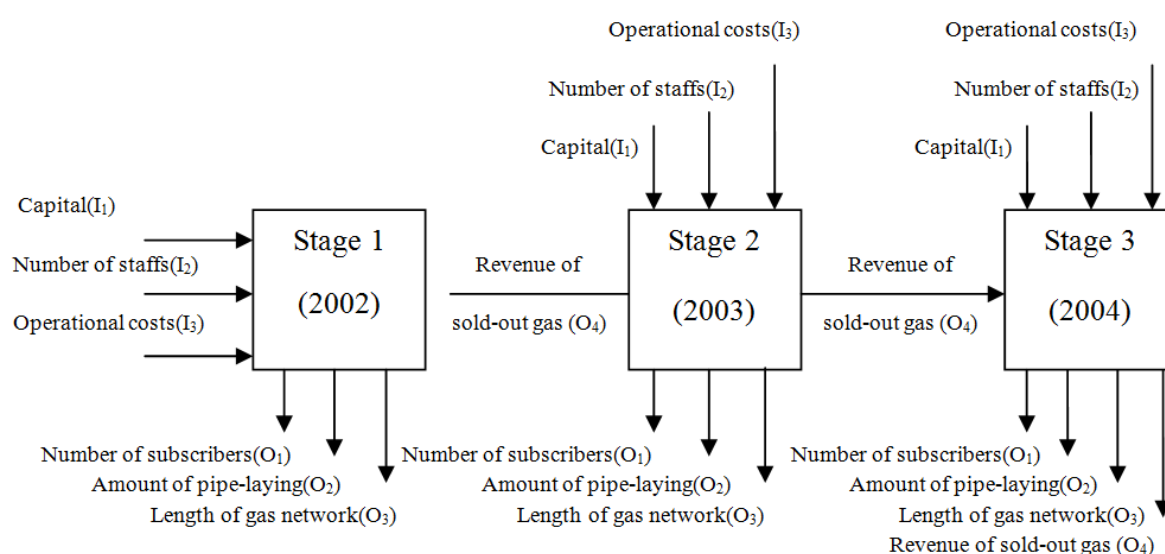 Operational costs(I₃)
Operational costs(I₃)
Number of staffs(I₂)
Number of staffs(I₂)
Capital(I₁)
Capital(I₁)
Capital(I₁)
Number of staffs(I₂)
Operational costs(I₃)
Stage 1
(2002)
Revenue of
sold-out gas (O₄)
Stage 2
(2003)
Revenue of
sold-out gas (O₄)
Stage 3
(2004)
Number of subscribers(O₁)
Amount of pipe-laying(O₂)
Length of gas network(O₃)
Number of subscribers(O₁)
Amount of pipe-laying(O₂)
Length of gas network(O₃)
Number of subscribers(O₁)
Amount of pipe-laying(O₂)
Length of gas network(O₃)
Revenue of sold-out gas (O₄)